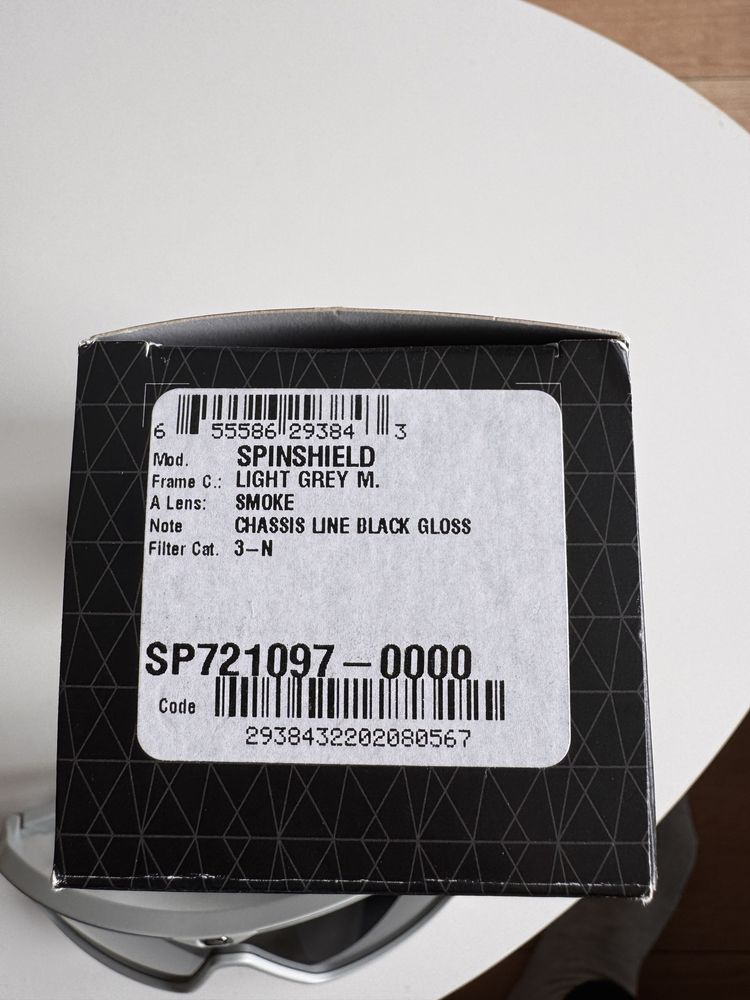 6 55586 29384 3
Mod. SPINSHIELD
Frame C.: LIGHT GREY M.
A Lens: SMOKE
Note CHASSIS LINE BLACK GLOSS
Filter Cat. 3-N
SP721097-0000
Code
2938432202080567